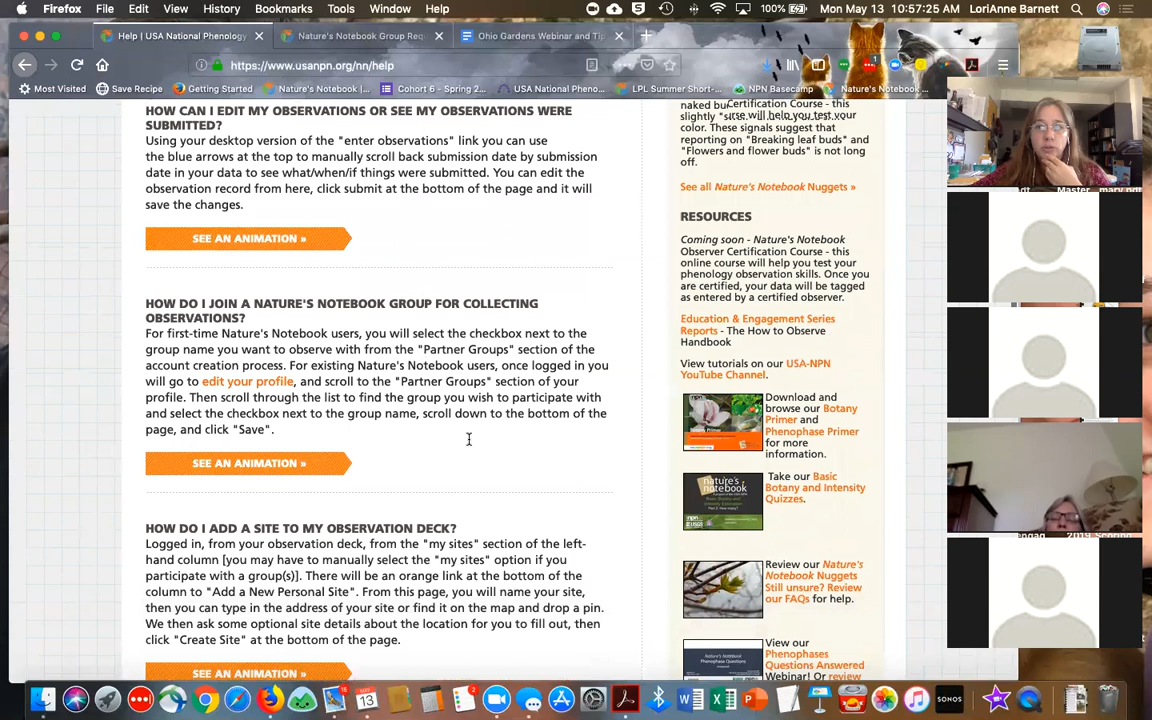 Firefox File Edit View History Bookmarks Tools Window Help 100% Mon May 13 10:57:25 AM LoriAnne Barnett
Help | USA National Phenology Nature's Notebook Group Req Ohio Gardens Webinar and Tip
https://www.usanpn.org/nn/help
Most Visited Save Recipe Getting Started Nature's Notebook |... Cohort 6 - Spring 2... USA National Pheno... LPL Summer Short-... NPN Basecamp Nature's Notebook ...
HOW CAN I EDIT MY OBSERVATIONS OR SEE MY OBSERVATIONS WERE
SUBMITTED?
Using your desktop version of the "enter observations" link you can use
the blue arrows at the top to manually scroll back submission date by submission
date in your data to see what/when/if things were submitted. You can edit the
observation record from here, click submit at the bottom of the page and it will
save the changes.
SEE AN ANIMATION »
HOW DO I JOIN A NATURE'S NOTEBOOK GROUP FOR COLLECTING
OBSERVATIONS?
For first-time Nature's Notebook users, you will select the checkbox next to the
group name you want to observe with from the "Partner Groups" section of the
account creation process. For existing Nature's Notebook users, once logged in you
will go to edit your profile, and scroll to the "Partner Groups" section of your
profile. Then scroll through the list to find the group you wish to participate with
and select the checkbox next to the group name, scroll down to the bottom of the
page, and click "Save".
SEE AN ANIMATION »
HOW DO I ADD A SITE TO MY OBSERVATION DECK?
Logged in, from your observation deck, from the "my sites" section of the left-
hand column [you may have to manually select the "my sites" option if you
participate with a group(s)]. There will be an orange link at the bottom of the
column to "Add a New Personal Site". From this page, you will name your site,
then you can type in the address of your site or find it on the map and drop a pin.
We then ask some optional site details about the location for you to fill out, then
click "Create Site" at the bottom of the page.
SEE AN ANIMATION »
naked Certification Course - this
slightly
color. These signals suggest that
reporting on "Breaking leaf buds" and
"Flowers and flower buds" is not long
off.
See all Nature's Notebook Nuggets »
RESOURCES
Coming soon - Nature's Notebook
Observer Certification Course - this
online course will help you test your
phenology observation skills. Once you
are certified, your data will be tagged
as entered by a certified observer.
Education & Engagement Series
Reports - The How to Observe
Handbook
View tutorials on our USA-NPN
YouTube Channel.
Download and
browse our Botany
Primer and
Phenophase Primer
for more
information.
nature's
notebook
Take our Basic
Botany and Intensity
Quizzes.
Review our Nature's
Notebook Nuggets
Still unsure? Review
our FAQs for help.
View our
Phenophases
Questions Answered
Webinar! Or review
Nature's Notebook
Phenophase Questions
2019 Scoring
SONOS